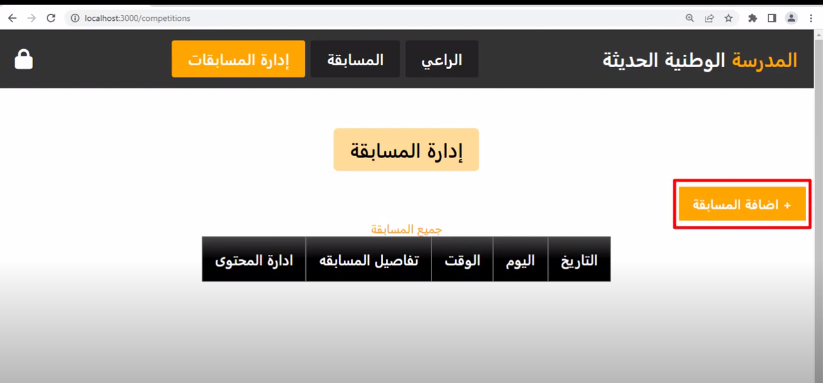 localhost:3000/competitions
المدرسة الوطنية الحديثة
الراعي
المسابقة
إدارة المسابقات
إدارة المسابقة
+ اضافة المسابقة
جميع المسابقة
التاريخ
اليوم
الوقت
تفاصيل المسابقه
ادارة المحتوى